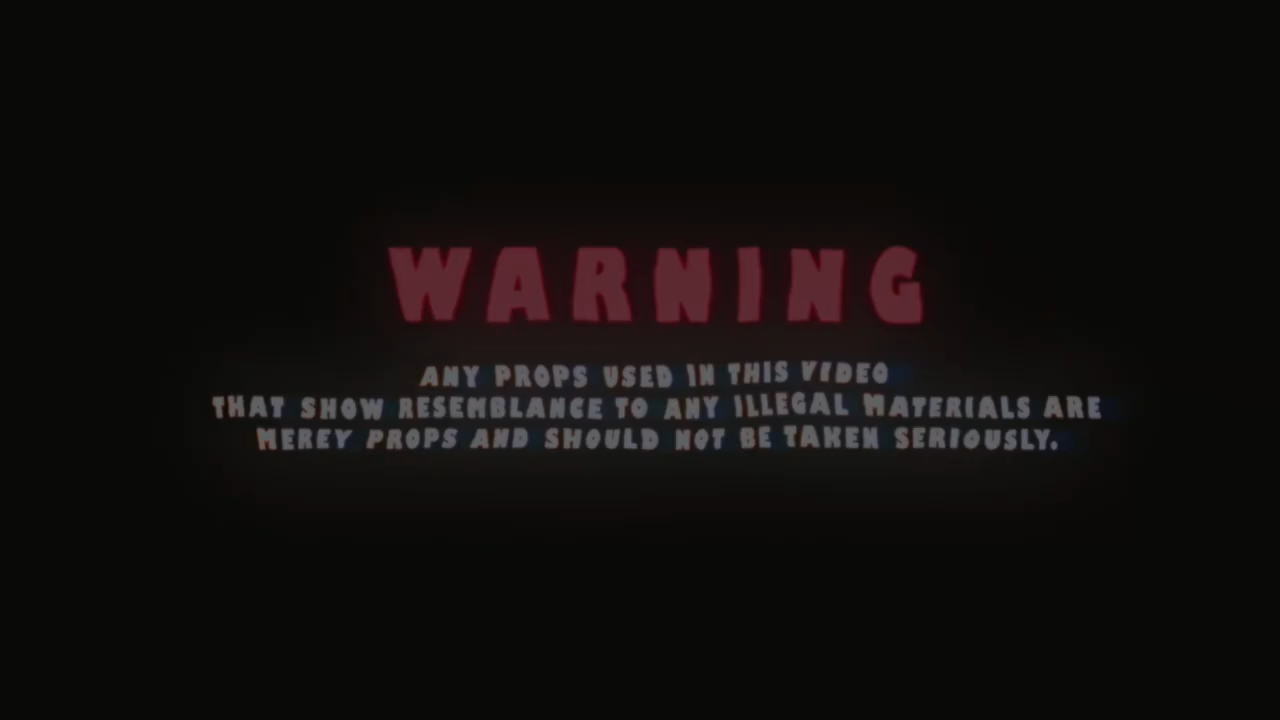 WARNING
ANY PROPS USED IN THIS VIDEO
THAT SHOW RESEMBLANCE TO ANY ILLEGAL MATERIALS ARE
MEREY PROPS AND SHOULD NOT BE TAKEN SERIOUSLY.